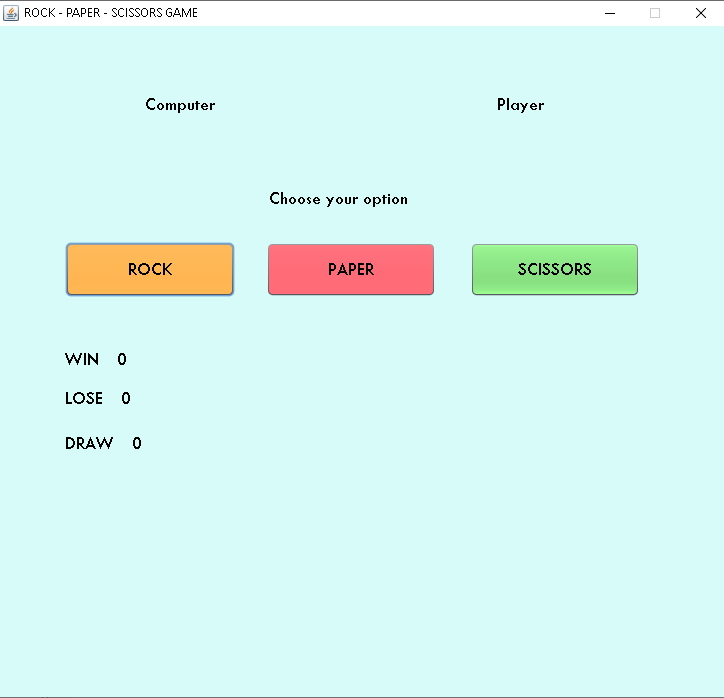 ROCK - PAPER - SCISSORS GAME
Computer Player
Choose your option
ROCK PAPER SCISSORS
WIN 0
LOSE 0
DRAW 0